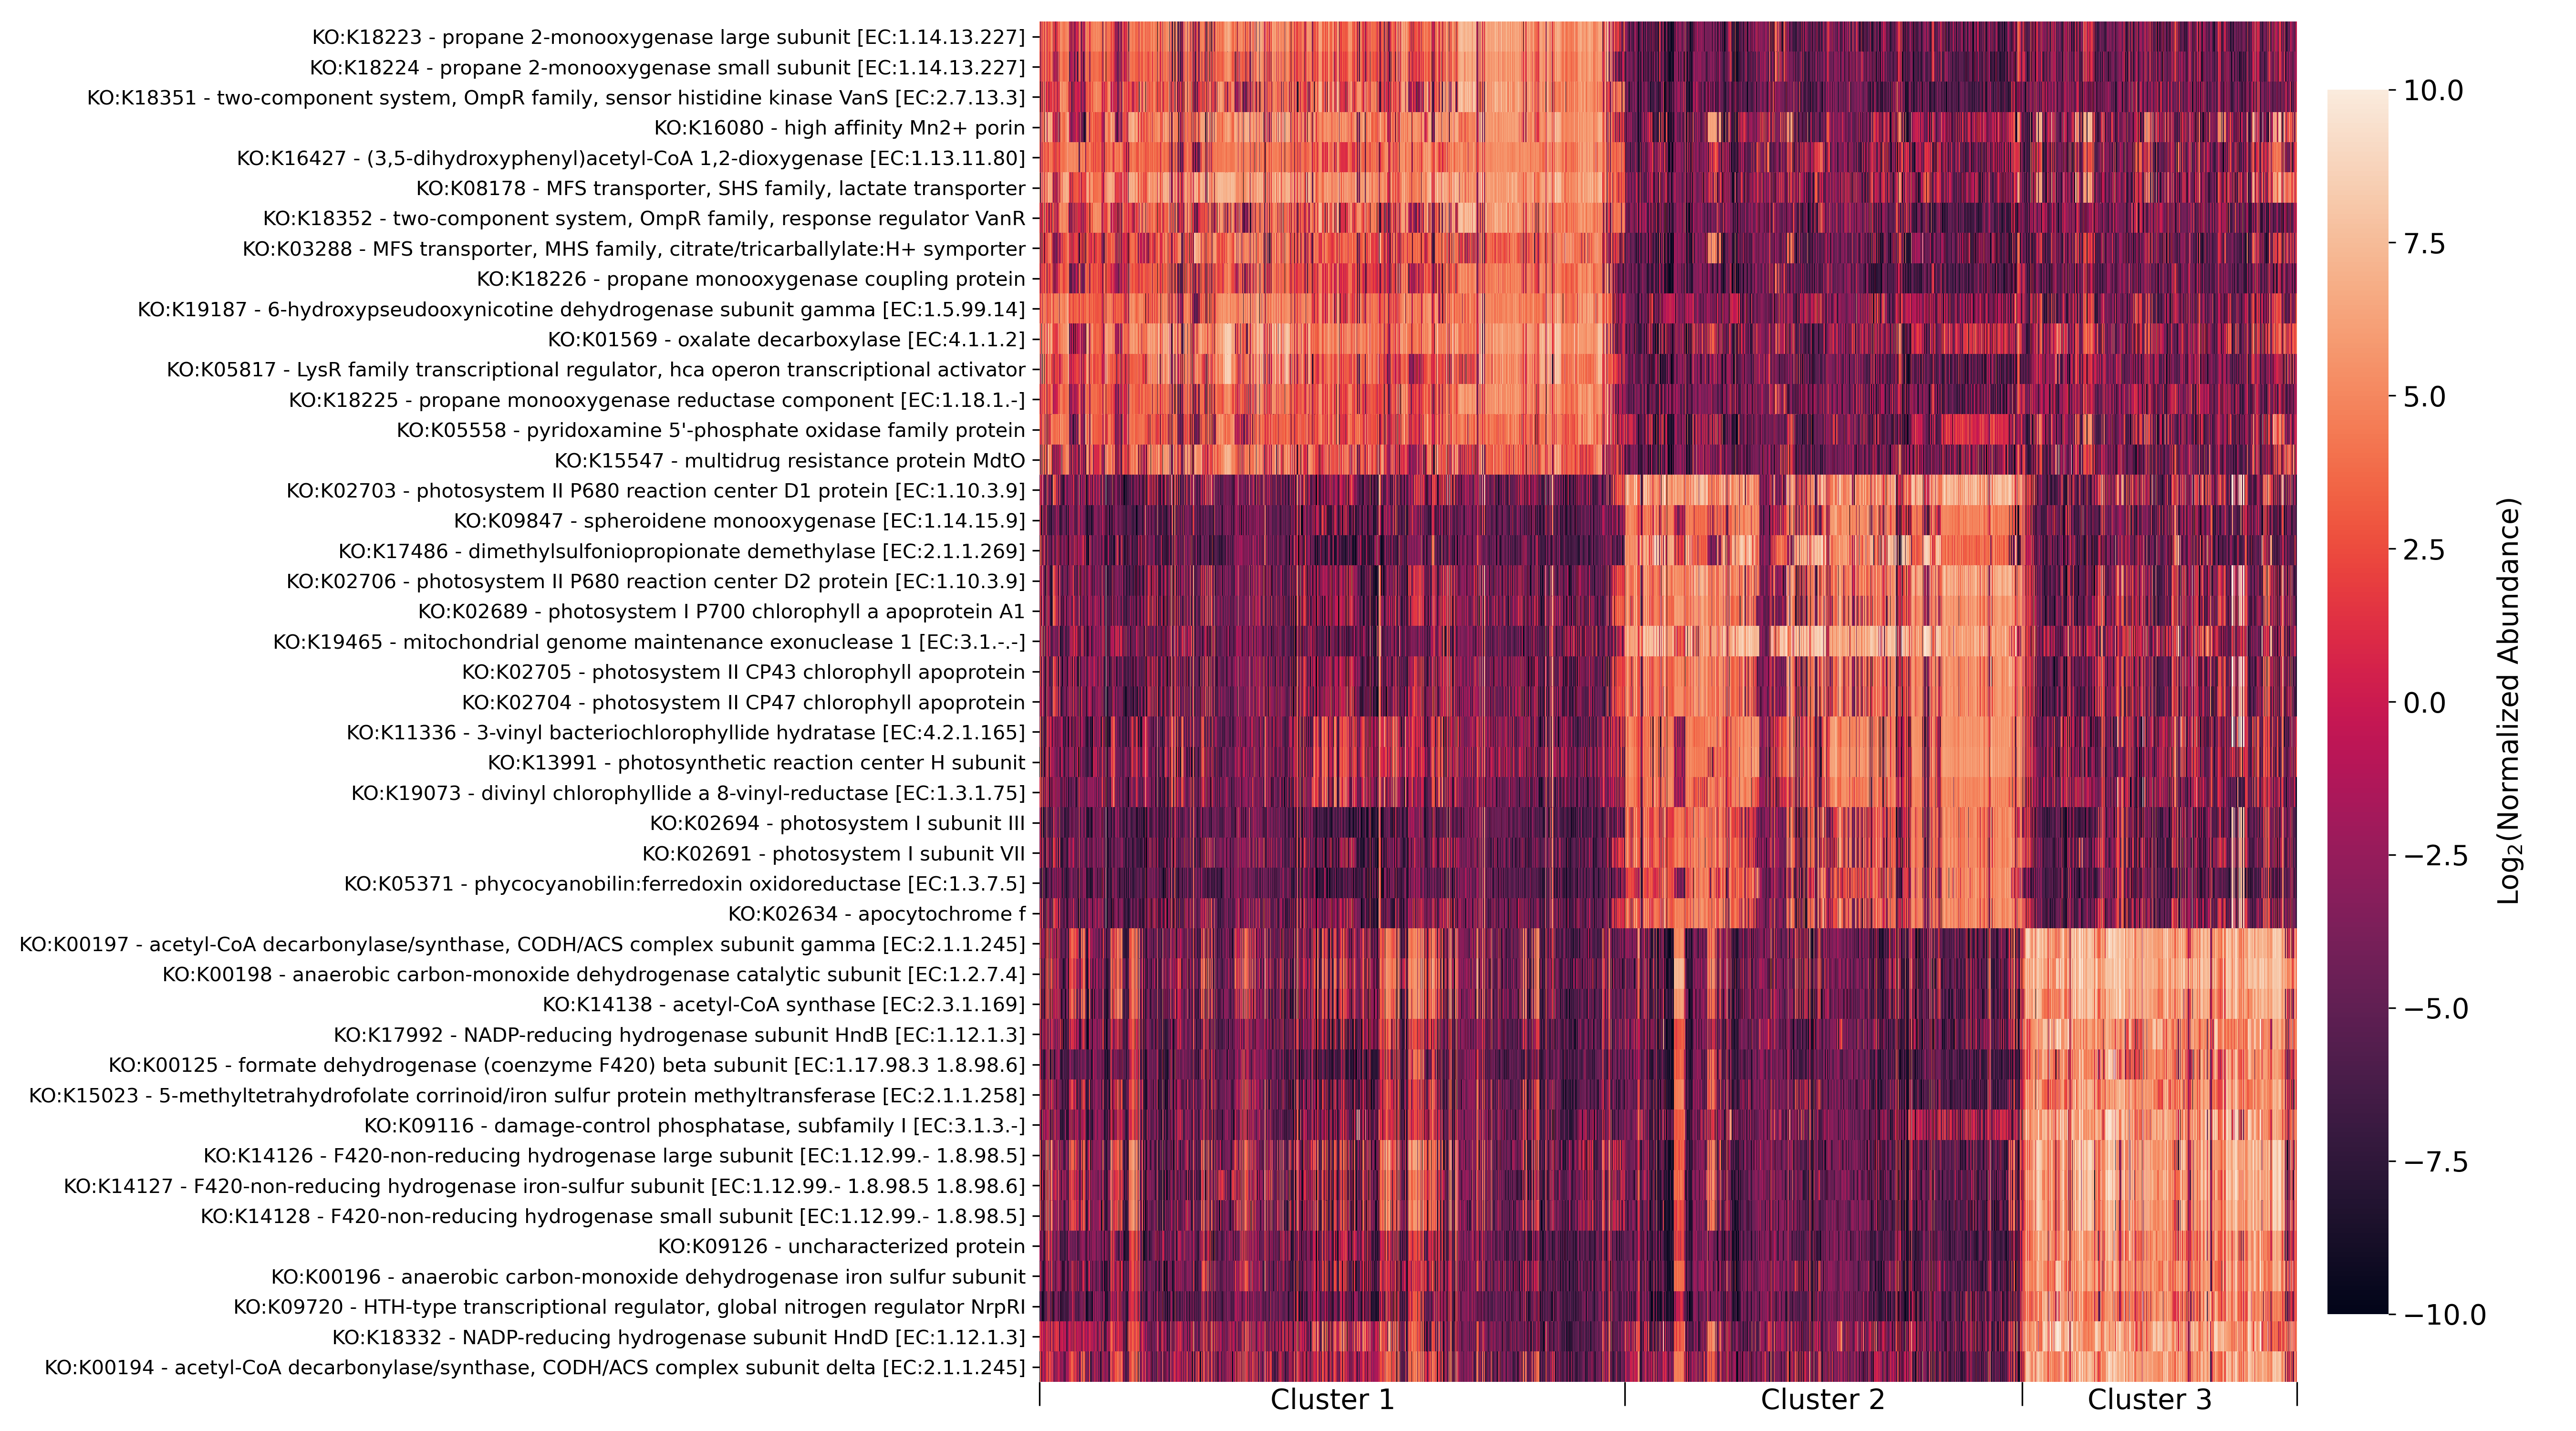 KO:K18223 - propane 2-monooxygenase large subunit [EC:1.14.13.227]
KO:K18224 - propane 2-monooxygenase small subunit [EC:1.14.13.227]
KO:K18351 - two-component system, OmpR family, sensor histidine kinase VanS [EC:2.7.13.3]
KO:K16080 - high affinity Mn2+ porin
KO:K16427 - (3,5-dihydroxyphenyl)acetyl-CoA 1,2-dioxygenase [EC:1.13.11.80]
KO:K08178 - MFS transporter, SHS family, lactate transporter
KO:K18352 - two-component system, OmpR family, response regulator VanR
KO:K03288 - MFS transporter, MHS family, citrate/tricarballylate:H+ symporter
KO:K18226 - propane monooxygenase coupling protein
KO:K19187 - 6-hydroxypseudooxynicotine dehydrogenase subunit gamma [EC:1.5.99.14]
KO:K01569 - oxalate decarboxylase [EC:4.1.1.2]
KO:K05817 - LysR family transcriptional regulator, hca operon transcriptional activator
KO:K18225 - propane monooxygenase reductase component [EC:1.18.1.-]
KO:K05558 - pyridoxamine 5'-phosphate oxidase family protein
KO:K15547 - multidrug resistance protein MdtO
KO:K02703 - photosystem II P680 reaction center D1 protein [EC:1.10.3.9]
KO:K09847 - spheroidene monooxygenase [EC:1.14.15.9]
KO:K17486 - dimethylsulfoniopropionate demethylase [EC:2.1.1.269]
KO:K02706 - photosystem II P680 reaction center D2 protein [EC:1.10.3.9]
KO:K02689 - photosystem I P700 chlorophyll a apoprotein A1
KO:K19465 - mitochondrial genome maintenance exonuclease 1 [EC:3.1.-.-]
KO:K02705 - photosystem II CP43 chlorophyll apoprotein
KO:K02704 - photosystem II CP47 chlorophyll apoprotein
KO:K11336 - 3-vinyl bacteriochlorophyllide hydratase [EC:4.2.1.165]
KO:K13991 - photosynthetic reaction center H subunit
KO:K19073 - divinyl chlorophyllide a 8-vinyl-reductase [EC:1.3.1.75]
KO:K02694 - photosystem I subunit III
KO:K02691 - photosystem I subunit VII
KO:K05371 - phycocyanobilin:ferredoxin oxidoreductase [EC:1.3.7.5]
KO:K02634 - apocytochrome f
KO:K00197 - acetyl-CoA decarbonylase/synthase, CODH/ACS complex subunit gamma [EC:2.1.1.245]
KO:K00198 - anaerobic carbon-monoxide dehydrogenase catalytic subunit [EC:1.2.7.4]
KO:K14138 - acetyl-CoA synthase [EC:2.3.1.169]
KO:K17992 - NADP-reducing hydrogenase subunit HndB [EC:1.12.1.3]
KO:K00125 - formate dehydrogenase (coenzyme F420) beta subunit [EC:1.17.98.3 1.8.98.6]
KO:K15023 - 5-methyltetrahydrofolate corrinoid/iron sulfur protein methyltransferase [EC:2.1.1.258]
KO:K09116 - damage-control phosphatase, subfamily I [EC:3.1.3.-]
KO:K14126 - F420-non-reducing hydrogenase large subunit [EC:1.12.99.- 1.8.98.5]
KO:K14127 - F420-non-reducing hydrogenase iron-sulfur subunit [EC:1.12.99.- 1.8.98.5 1.8.98.6]
KO:K14128 - F420-non-reducing hydrogenase small subunit [EC:1.12.99.- 1.8.98.5]
KO:K09126 - uncharacterized protein
KO:K00196 - anaerobic carbon-monoxide dehydrogenase iron sulfur subunit
KO:K09720 - HTH-type transcriptional regulator, global nitrogen regulator NrpRI
KO:K18332 - NADP-reducing hydrogenase subunit HndD [EC:1.12.1.3]
KO:K00194 - acetyl-CoA decarbonylase/synthase, CODH/ACS complex subunit delta [EC:2.1.1.245]
Cluster 1
Cluster 2
Cluster 3
10.0
7.5
5.0
2.5
0.0
−2.5
−5.0
−7.5
−10.0
Log₂(Normalized Abundance)